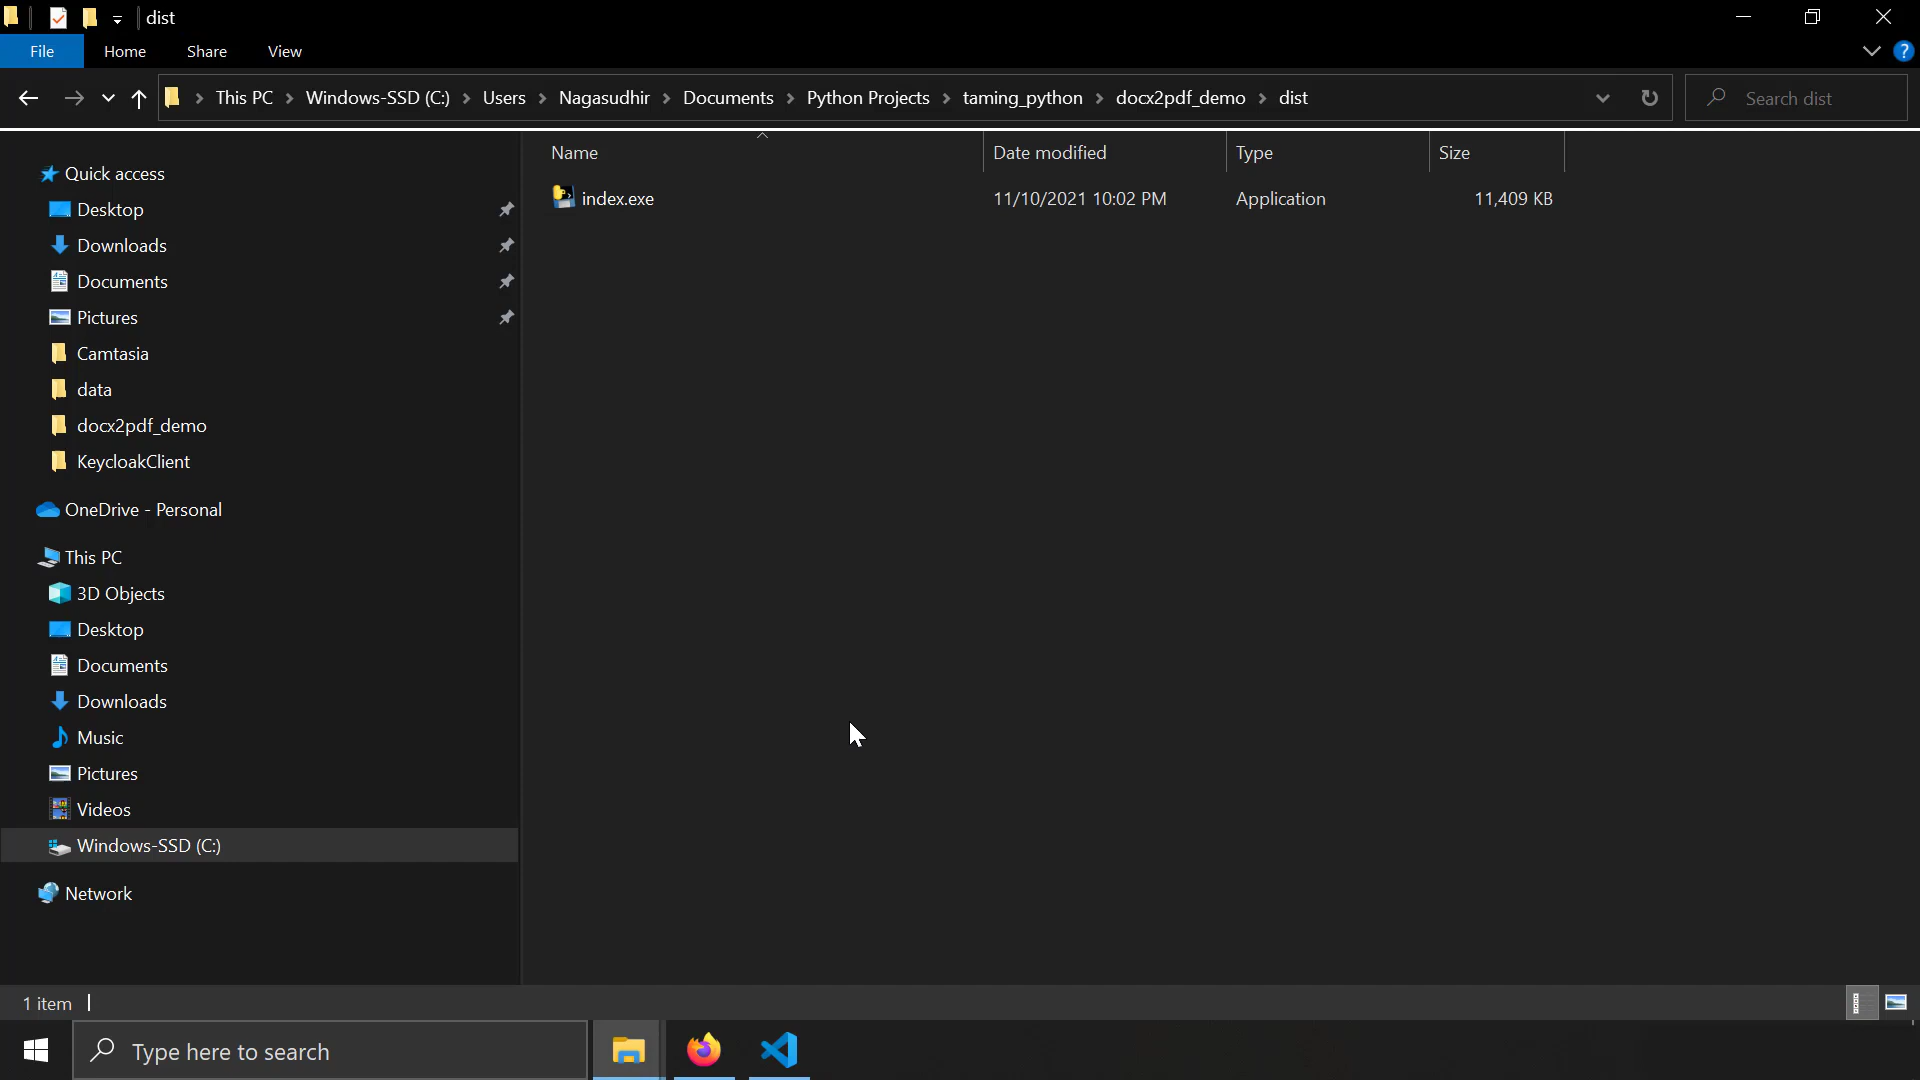 dist
File Home Share View
?
This PC Windows-SSD (C:) Users Nagasudhir Documents Python Projects taming_python docx2pdf_demo dist Search dist
Name Date modified Type Size
index.exe 11/10/2021 10:02 PM Application 11,409 KB
Quick access
Desktop
Downloads
Documents
Pictures
Camtasia
data
docx2pdf_demo
KeycloakClient
OneDrive - Personal
This PC
3D Objects
Desktop
Documents
Downloads
Music
Pictures
Videos
Windows-SSD (C:)
Network
1 item
Type here to search